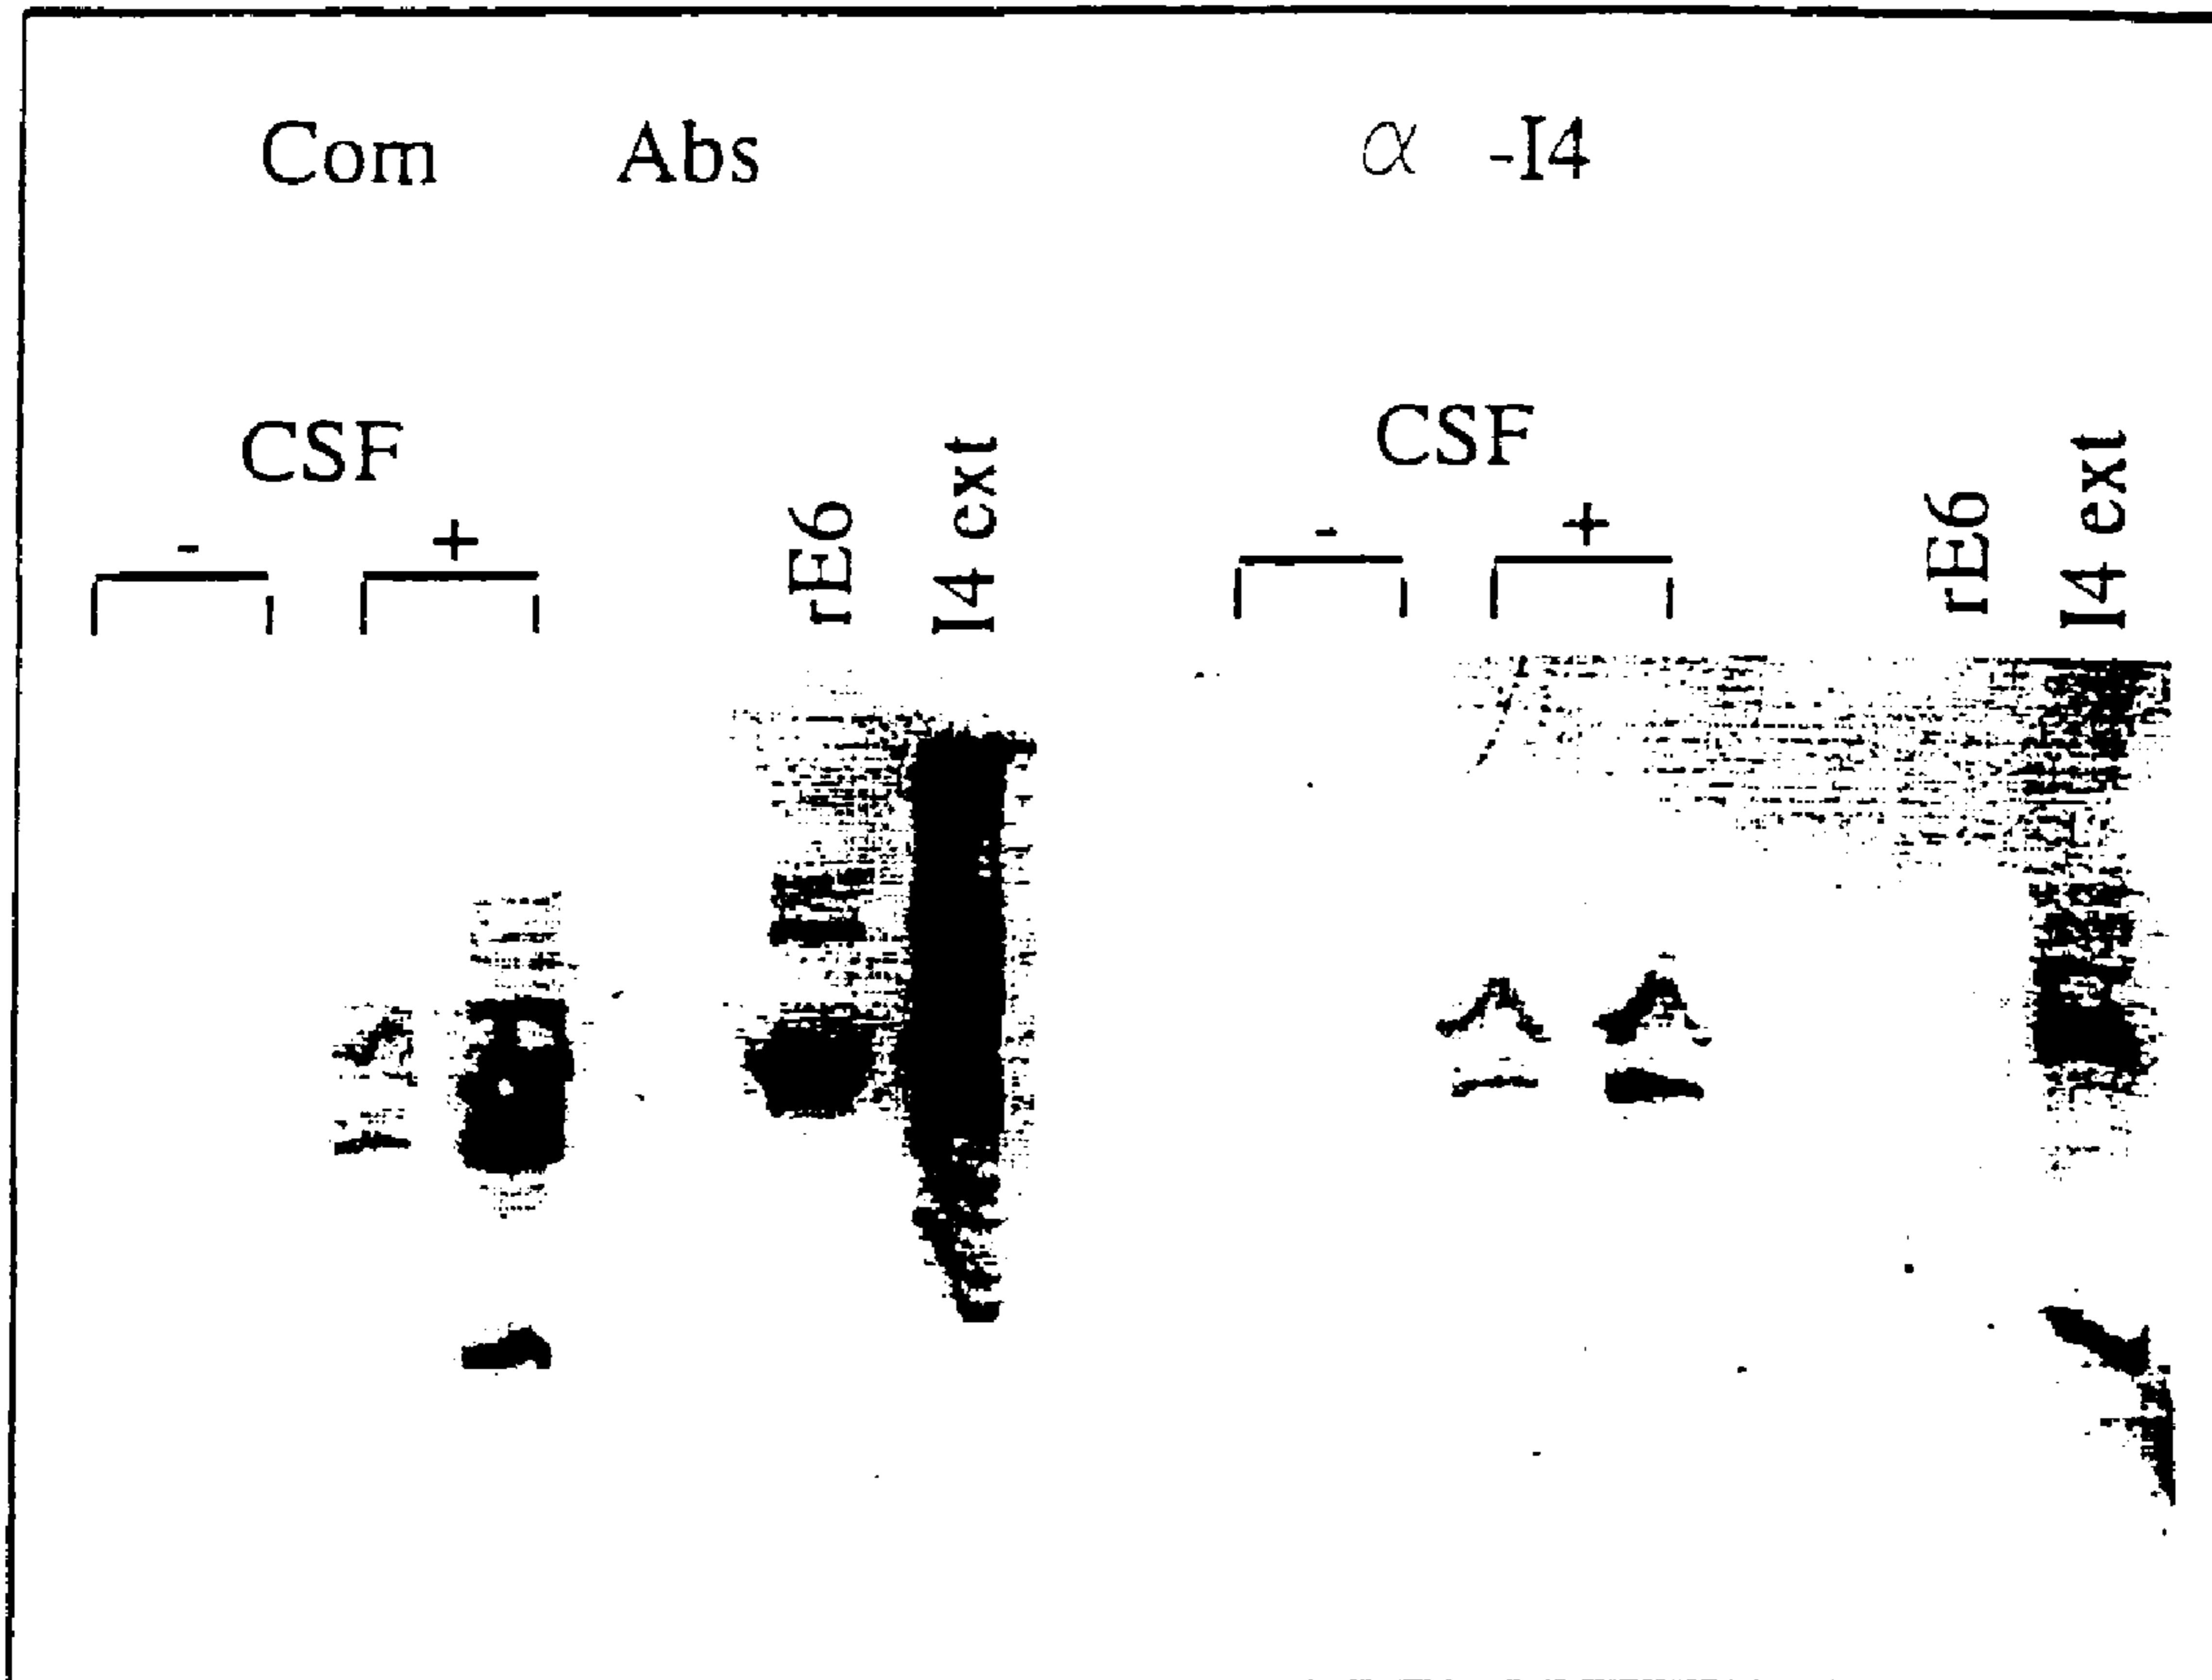 Com Abs α -I4
CSF CSF
- + - +
rE6 I4 ext rE6 I4 ext